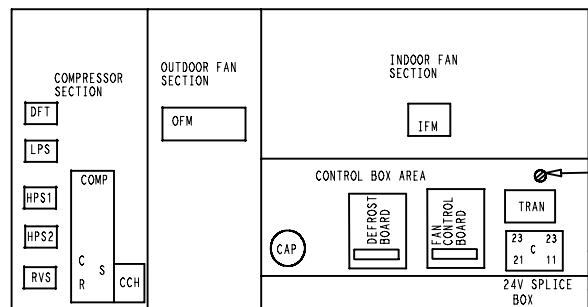 COMPRESSOR
SECTION
DFT
LPS
HPS1
HPS2
RVS
COMP
C
S
R
CCH
OUTDOOR FAN
SECTION
OFM
INDOOR FAN
SECTION
IFM
CONTROL BOX AREA
CAP
DEFROST
BOARD
FAN
CONTROL
BOARD
TRAN
23 23
C
21 11
24V SPLICE
BOX